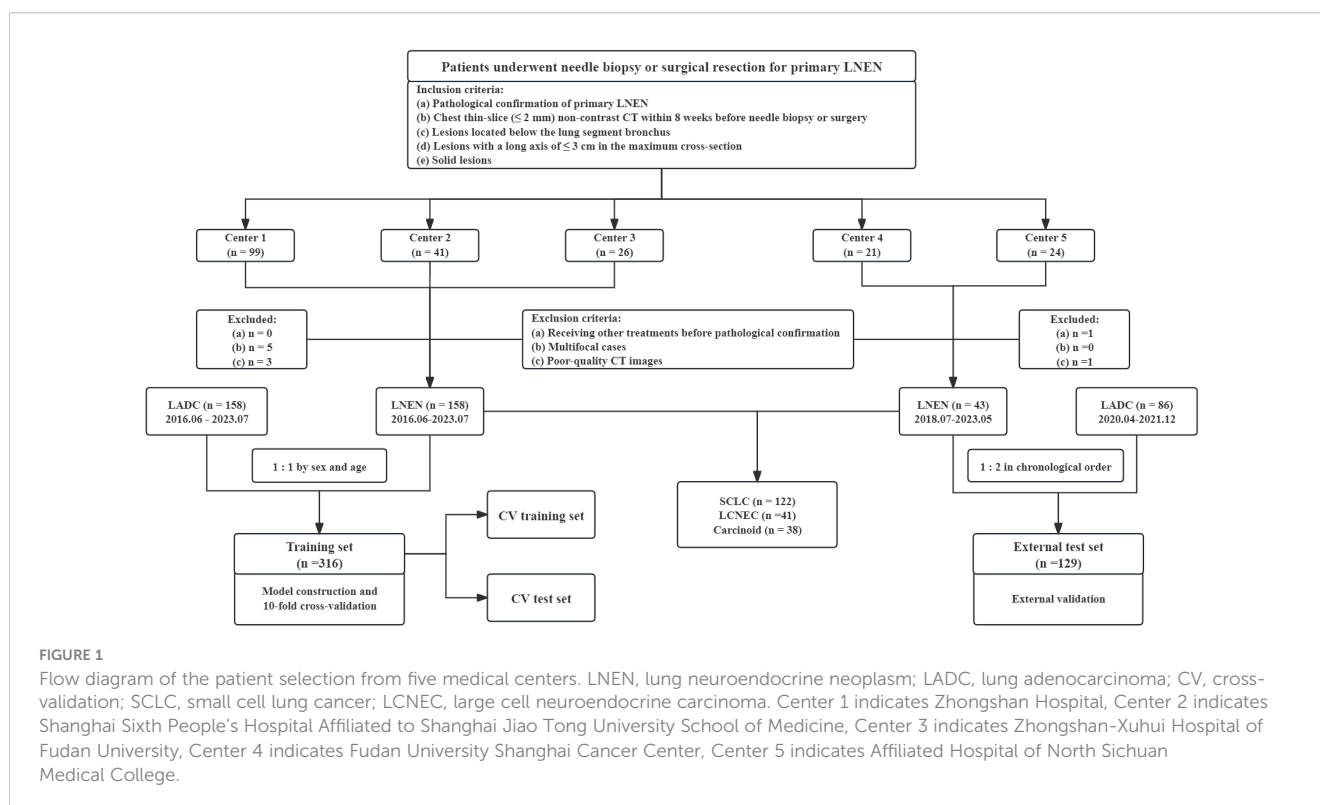 Patients underwent needle biopsy or surgical resection for primary LNEN
Inclusion criteria:
(a) Pathological confirmation of primary LNEN
(b) Chest thin-slice (≤ 2 mm) non-contrast CT within 8 weeks before needle biopsy or surgery
(c) Lesions located below the lung segment bronchus
(d) Lesions with a long axis of ≤ 3 cm in the maximum cross-section
(e) Solid lesions
Center 1
(n = 99)
Center 2
(n = 41)
Center 3
(n = 26)
Center 4
(n = 21)
Center 5
(n = 24)
Excluded:
(a) n = 0
(b) n = 5
(c) n = 3
Exclusion criteria:
(a) Receiving other treatments before pathological confirmation
(b) Multifocal cases
(c) Poor-quality CT images
Excluded:
(a) n =1
(b) n =0
(c) n =1
LADC (n = 158)
2016.06 - 2023.07
LNEN (n = 158)
2016.06-2023.07
LNEN (n = 43)
2018.07-2023.05
LADC (n = 86)
2020.04-2021.12
1 : 1 by sex and age
1 : 2 in chronological order
SCLC (n = 122)
LCNEC (n =41)
Carcinoid (n = 38)
CV training set
CV test set
Training set
(n =316)
Model construction and
10-fold cross-validation
External test set
(n =129)
External validation
FIGURE 1
Flow diagram of the patient selection from five medical centers. LNEN, lung neuroendocrine neoplasm; LADC, lung adenocarcinoma; CV, cross-
validation; SCLC, small cell lung cancer; LCNEC, large cell neuroendocrine carcinoma. Center 1 indicates Zhongshan Hospital, Center 2 indicates
Shanghai Sixth People's Hospital Affiliated to Shanghai Jiao Tong University School of Medicine, Center 3 indicates Zhongshan-Xuhui Hospital of
Fudan University, Center 4 indicates Fudan University Shanghai Cancer Center, Center 5 indicates Affiliated Hospital of North Sichuan
Medical College.